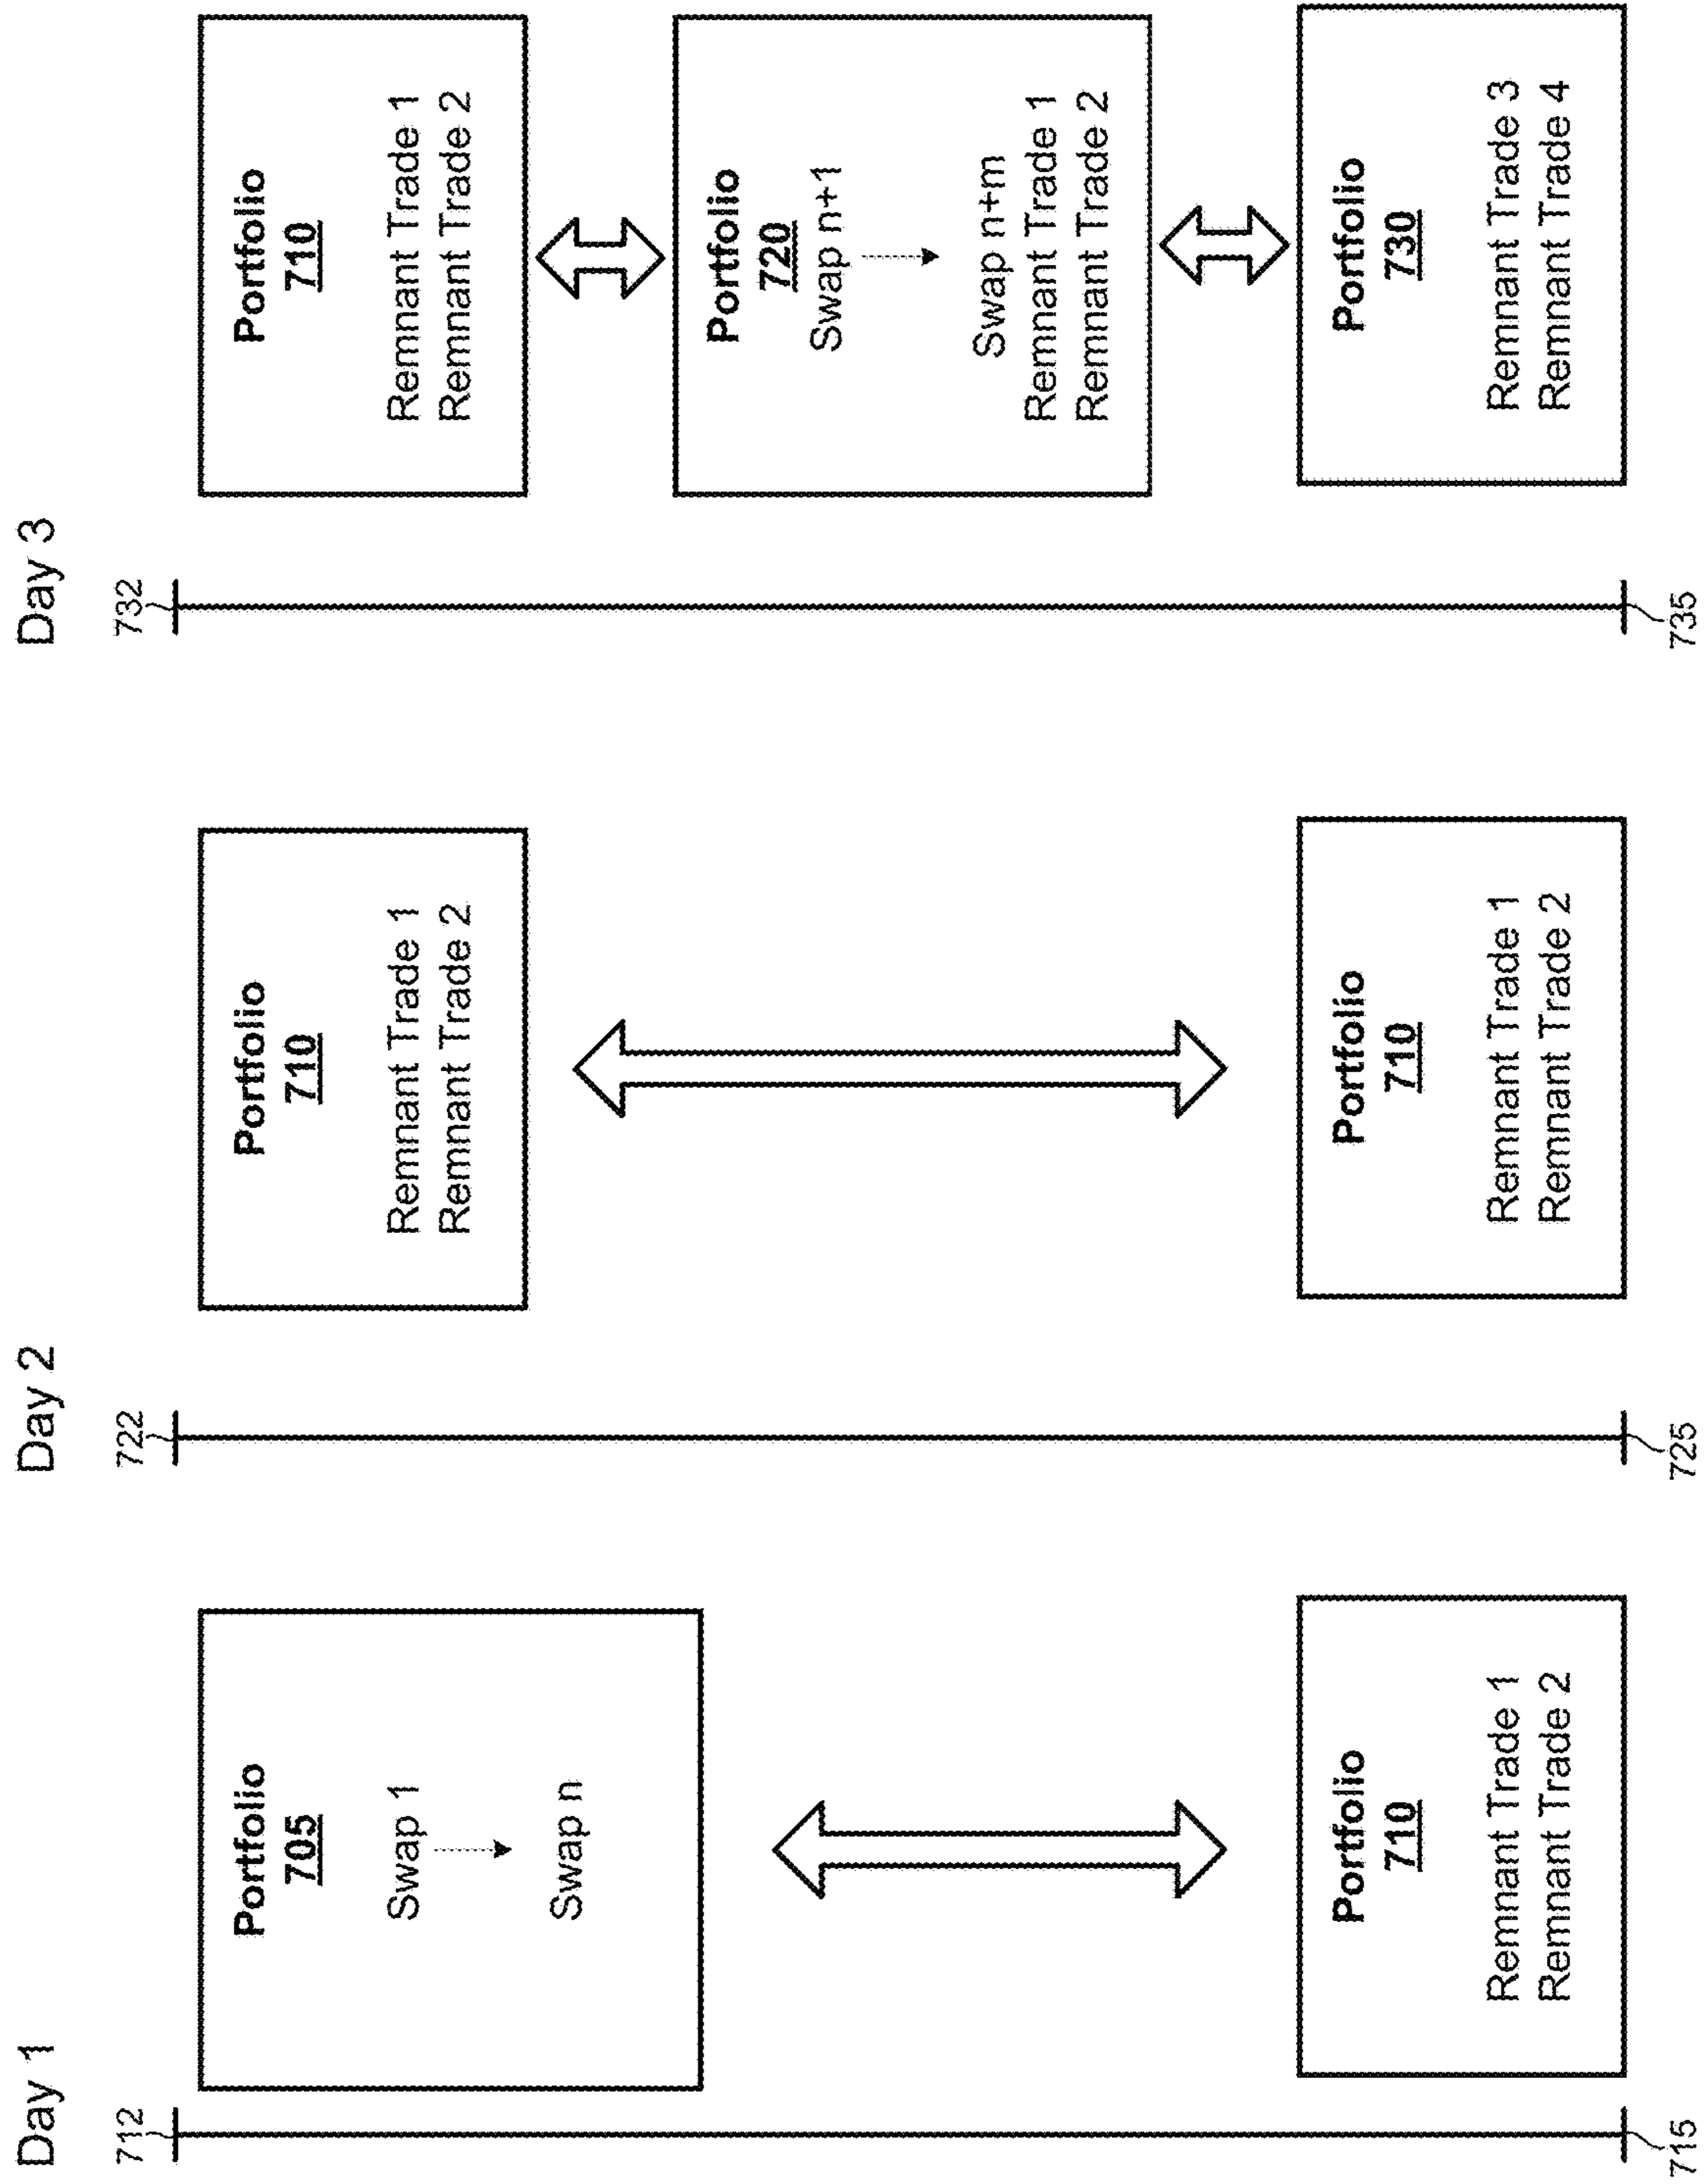 Day 1
712
Portfolio
705
Swap 1
Swap n
Portfolio
710
Remnant Trade 1
Remnant Trade 2
715
Day 2
722
Portfolio
710
Remnant Trade 1
Remnant Trade 2
Portfolio
710
Remnant Trade 1
Remnant Trade 2
725
Day 3
732
Portfolio
710
Remnant Trade 1
Remnant Trade 2
Portfolio
720
Swap n+1
Swap n+m
Remnant Trade 1
Remnant Trade 2
Portfolio
730
Remnant Trade 3
Remnant Trade 4
735